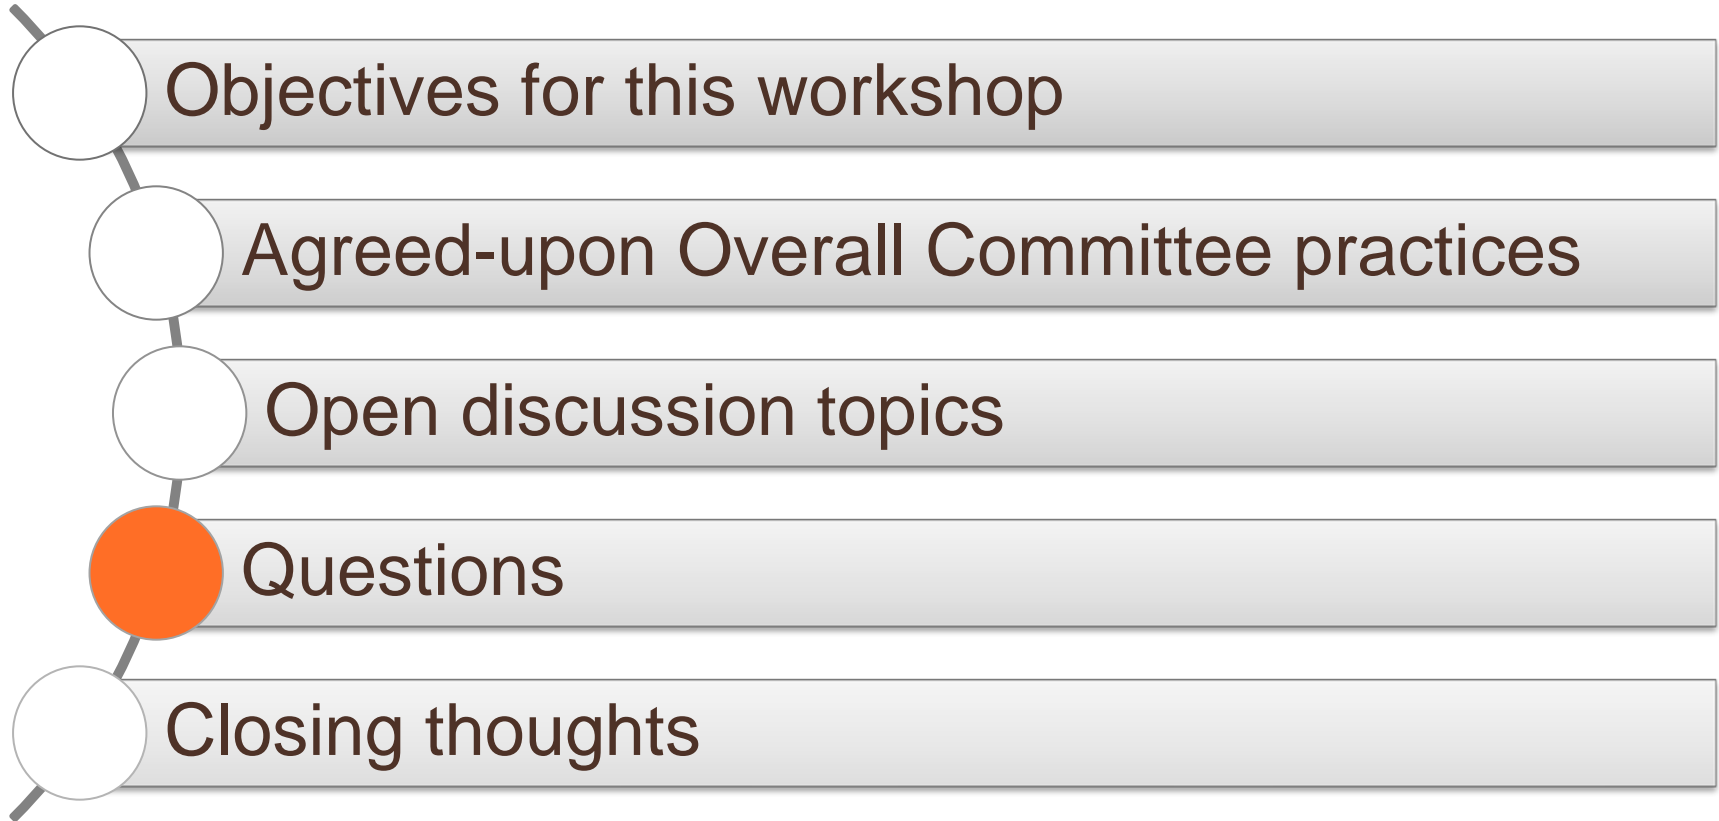 Objectives for this workshop
Agreed-upon Overall Committee practices
Open discussion topics
Questions
Closing thoughts